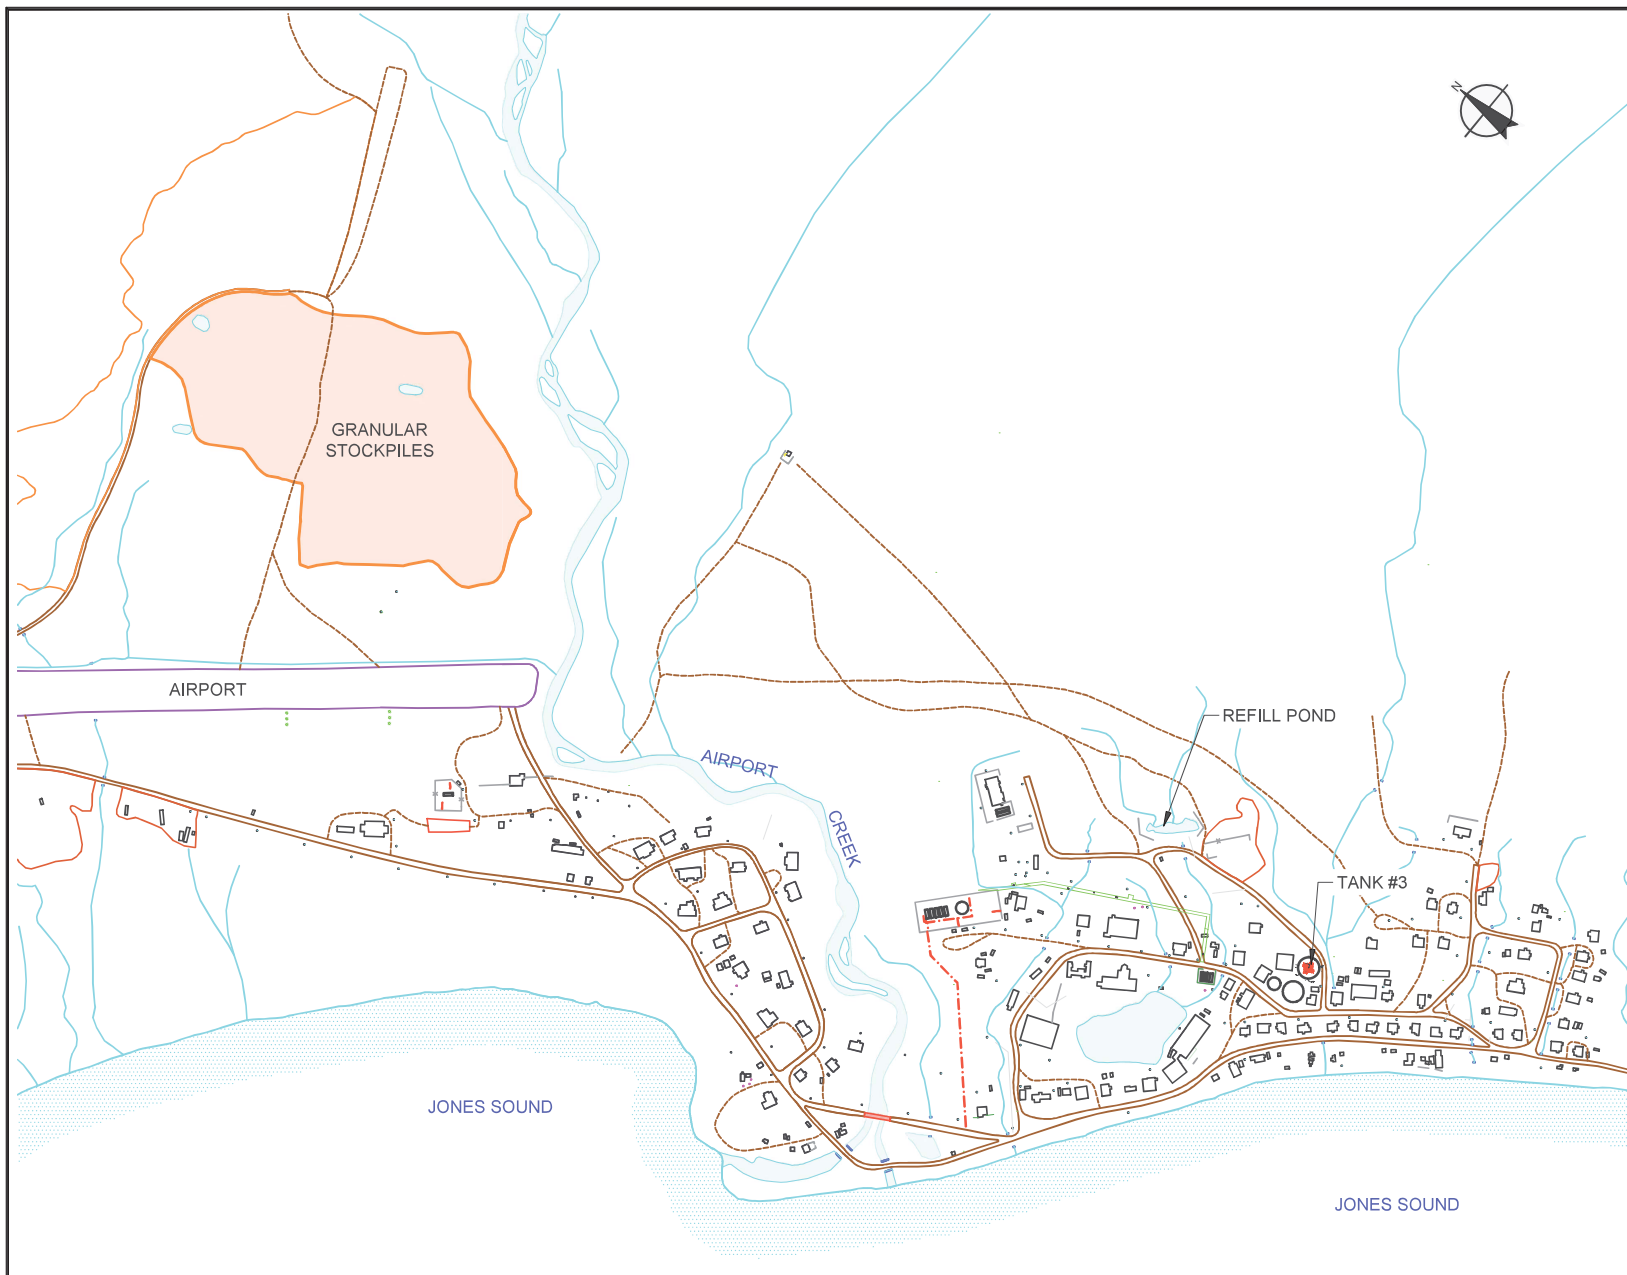 N
GRANULAR
STOCKPILES
AIRPORT
REFILL POND
AIRPORT
CREEK
TANK #3
JONES SOUND
JONES SOUND